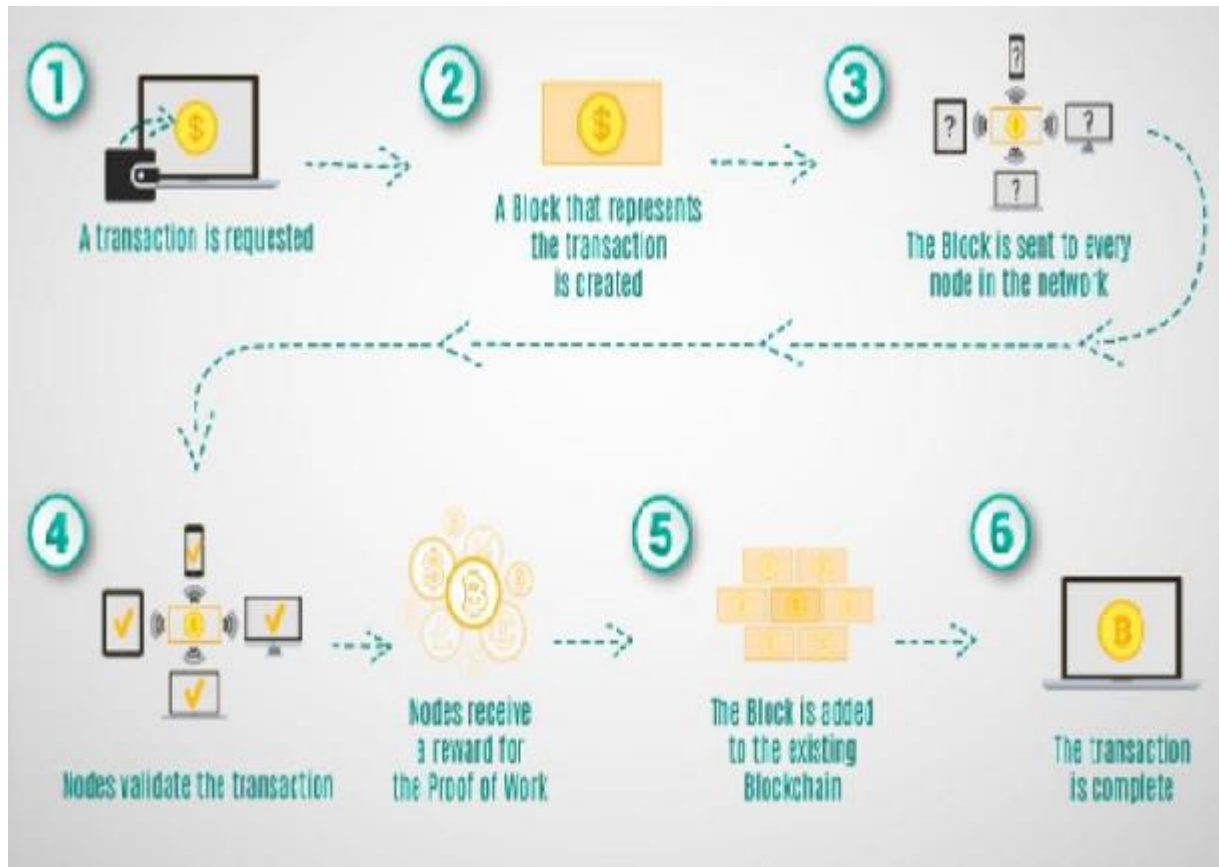 1
A transaction is requested
2
A Block that represents
the transaction
is created
3
The Block is sent to every
node in the network
4
Nodes validate the transaction
Nodes receive
a reward for
the Proof of Work
5
The Block is added
to the existing
Blockchain
6
The transaction
is complete